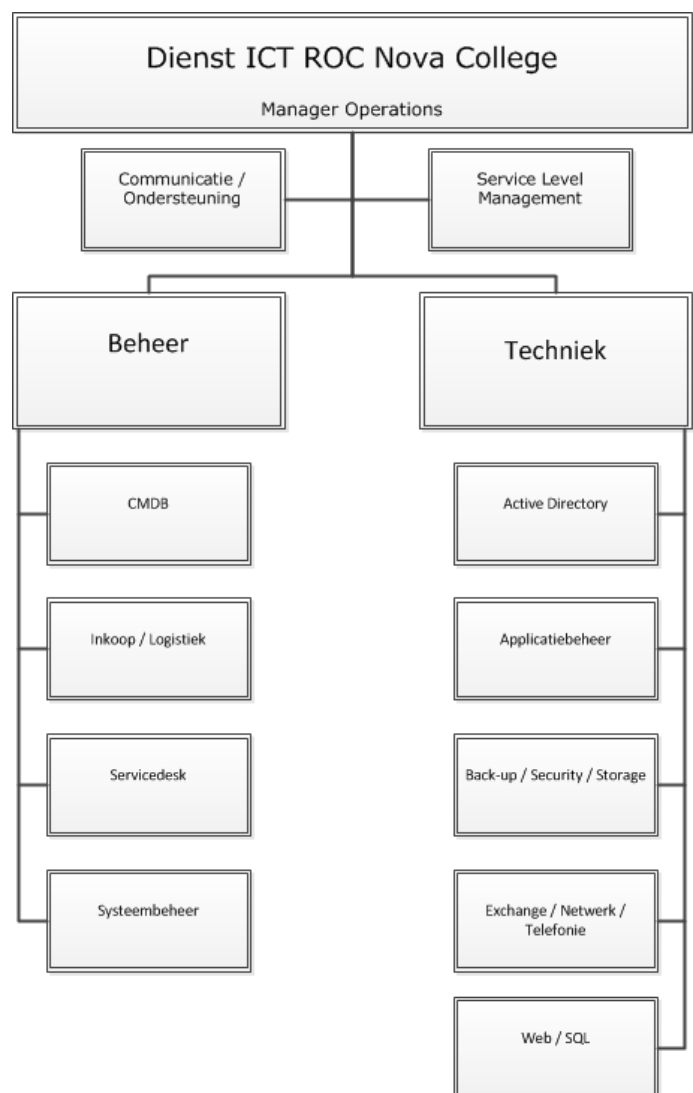 Dienst ICT ROC Nova College
Manager Operations
Communicatie /
Ondersteuning
Service Level
Management
Beheer
Techniek
CMDB
Inkoop / Logistiek
Servicedesk
Systeembeheer
Active Directory
Applicatiebeheer
Back-up / Security / Storage
Exchange / Netwerk /
Telefonie
Web / SQL